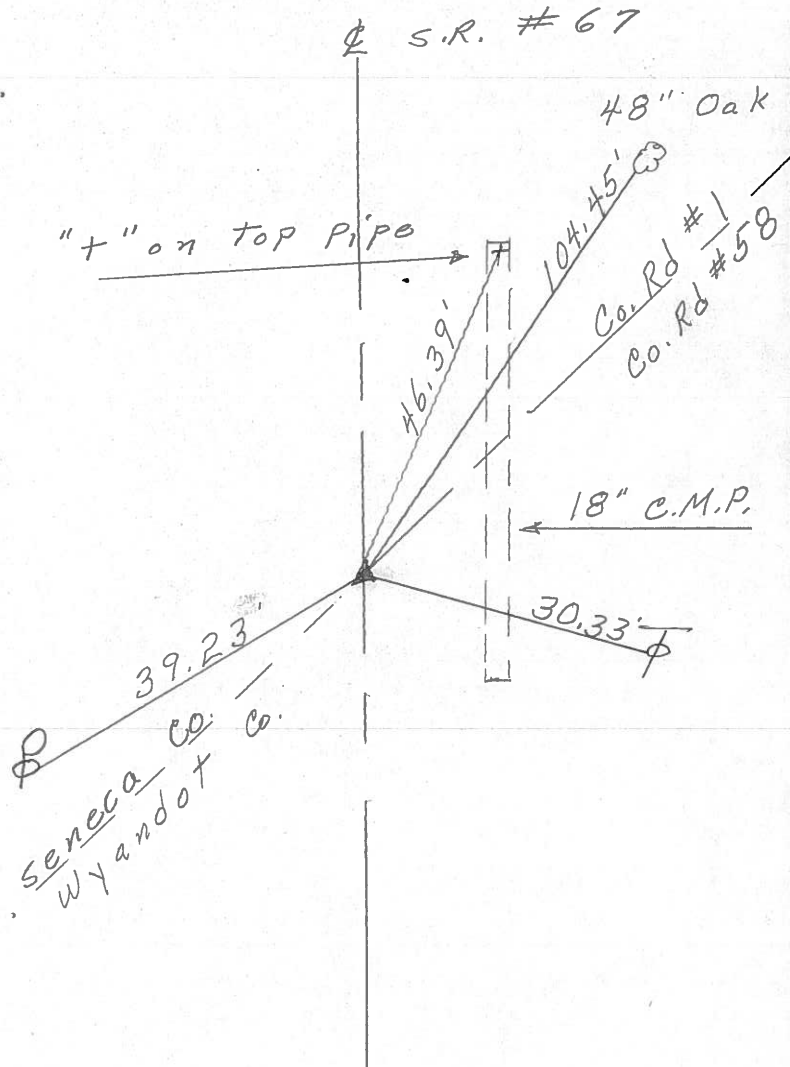 ℄ S.R. # 67
48" Oak
"+" on Top Pipe
104.45'
Co. Rd #1
Co. Rd #58
46.39'
18" C.M.P.
30.33'
39.23'
Seneca Co.
Wyandot Co.